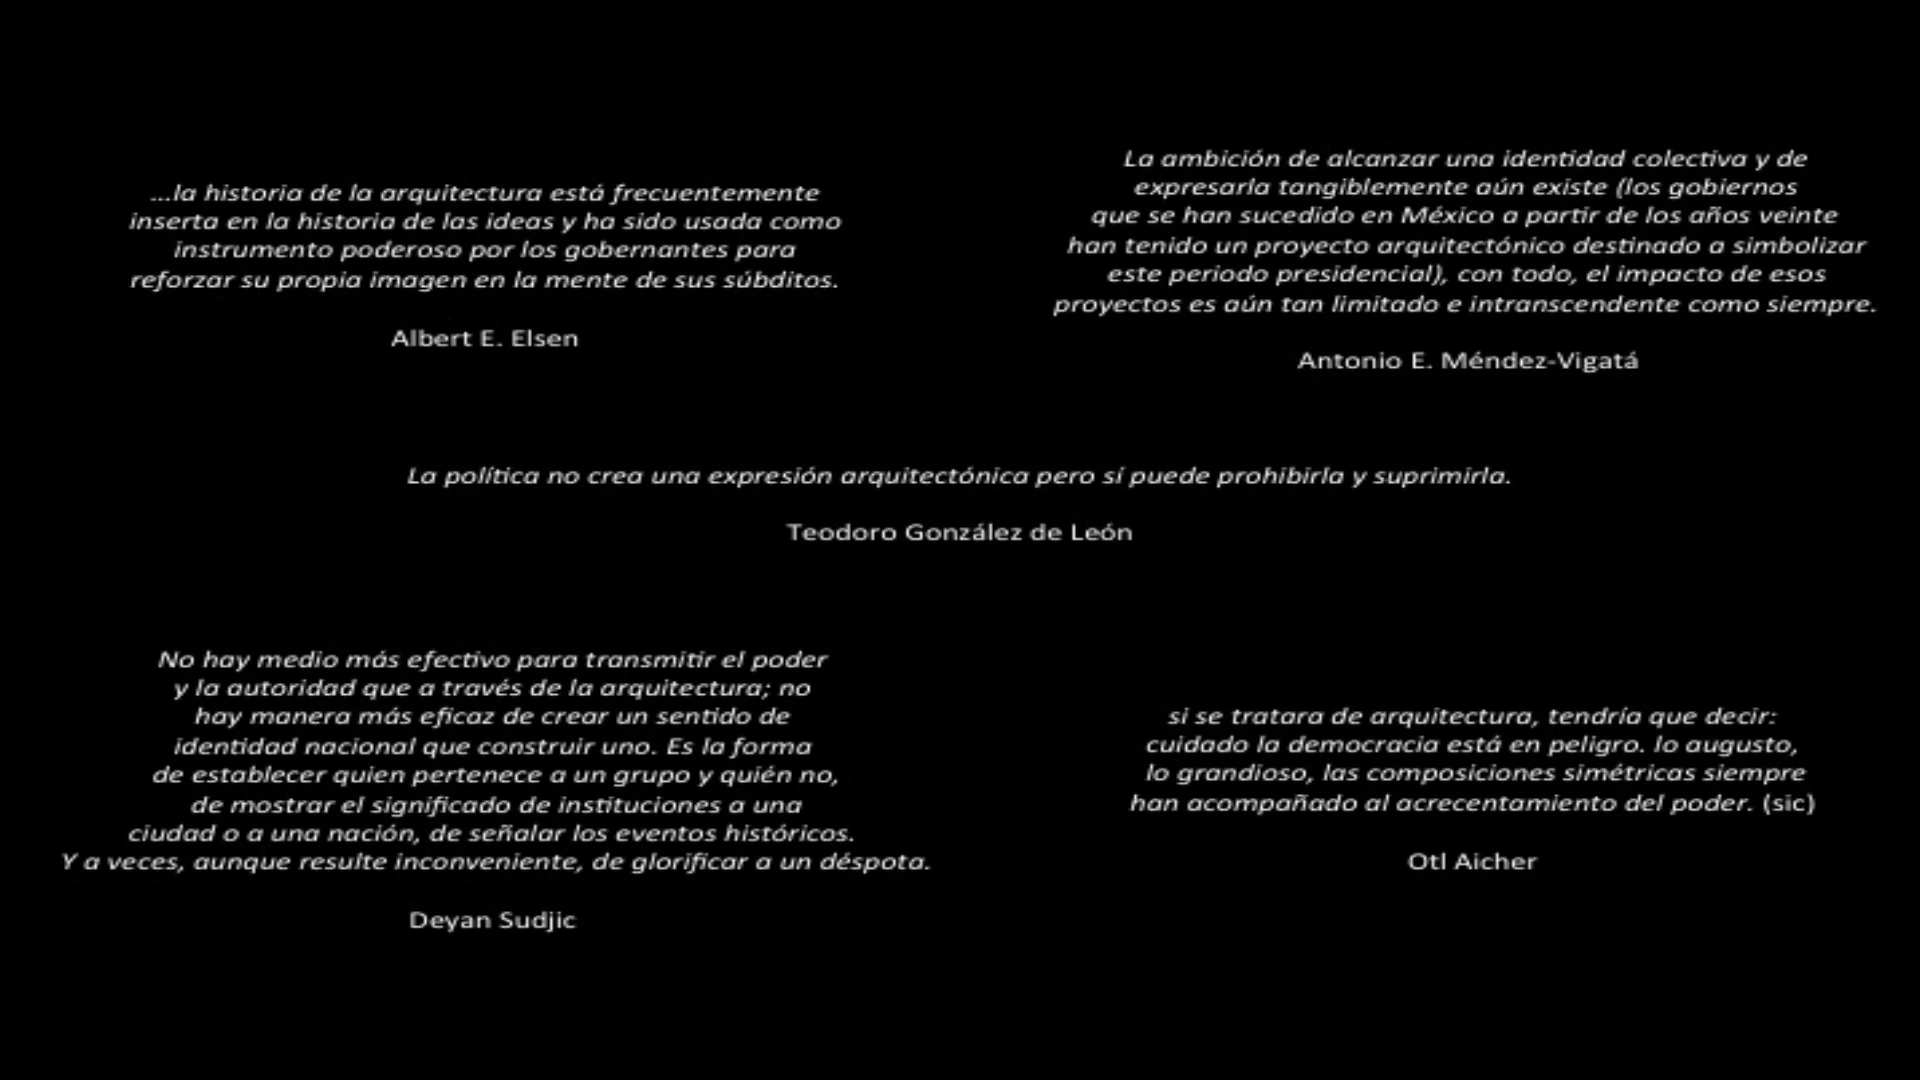 ...la historia de la arquitectura está frecuentemente
inserta en la historia de las ideas y ha sido usada como
instrumento poderoso por los gobernantes para
reforzar su propia imagen en la mente de sus súbditos.
Albert E. Elsen
La ambición de alcanzar una identidad colectiva y de
expresarla tangiblemente aún existe (los gobiernos
que se han sucedido en México a partir de los años veinte
han tenido un proyecto arquitectónico destinado a simbolizar
este periodo presidencial), con todo, el impacto de esos
proyectos es aún tan limitado e intranscendente como siempre.
Antonio E. Méndez-Vigatá
La política no crea una expresión arquitectónica pero sí puede prohibirla y suprimirla.
Teodoro González de León
No hay medio más efectivo para transmitir el poder
y la autoridad que a través de la arquitectura; no
hay manera más eficaz de crear un sentido de
identidad nacional que construir uno. Es la forma
de establecer quien pertenece a un grupo y quién no,
de mostrar el significado de instituciones a una
ciudad o a una nación, de señalar los eventos históricos.
Y a veces, aunque resulte inconveniente, de glorificar a un déspota.
Deyan Sudjic
si se tratara de arquitectura, tendría que decir:
cuidado la democracia está en peligro. lo augusto,
lo grandioso, las composiciones simétricas siempre
han acompañado al acrecentamiento del poder. (sic)
Otl Aicher